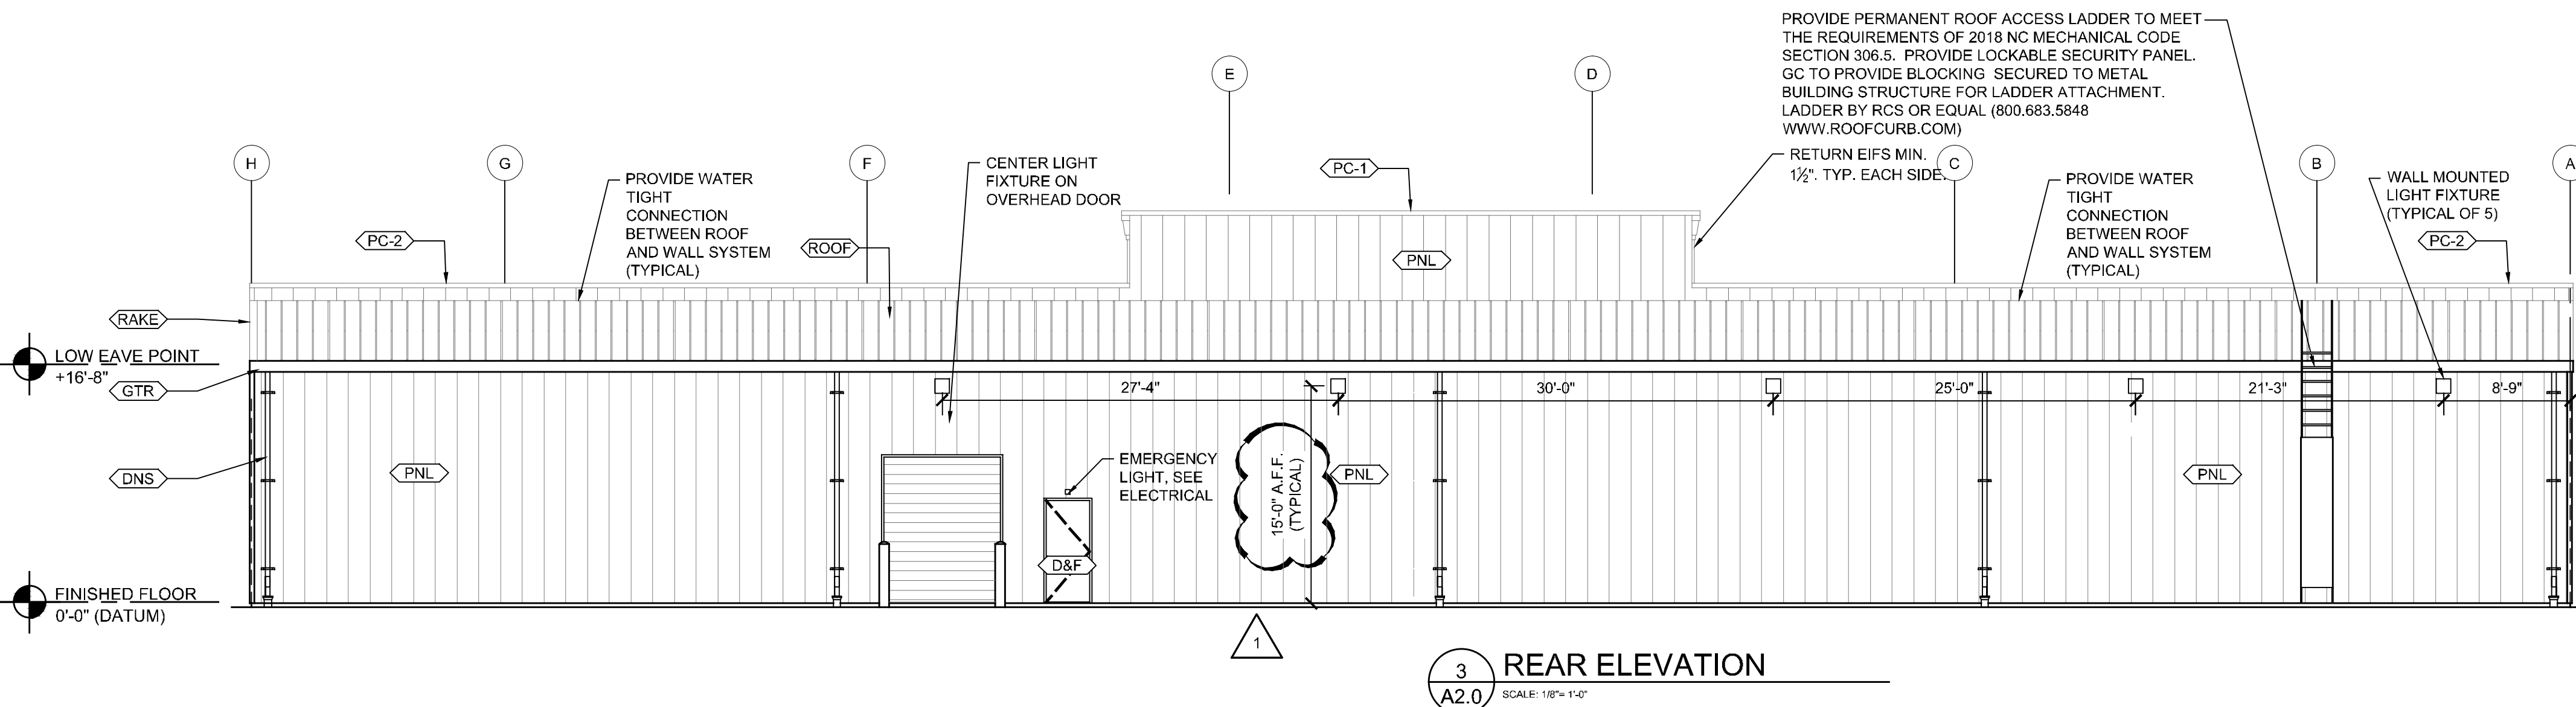 PROVIDE PERMANENT ROOF ACCESS LADDER TO MEET
THE REQUIREMENTS OF 2018 NC MECHANICAL CODE
SECTION 306.5. PROVIDE LOCKABLE SECURITY PANEL.
GC TO PROVIDE BLOCKING SECURED TO METAL
BUILDING STRUCTURE FOR LADDER ATTACHMENT.
LADDER BY RCS OR EQUAL (800.683.5848
WWW.ROOFCURB.COM)
E
D
H
G
F
C
B
A
PROVIDE WATER
TIGHT
CONNECTION
BETWEEN ROOF
AND WALL SYSTEM
(TYPICAL)
CENTER LIGHT
FIXTURE ON
OVERHEAD DOOR
PC-1
RETURN EIFS MIN.
1½". TYP. EACH SIDE.
PROVIDE WATER
TIGHT
CONNECTION
BETWEEN ROOF
AND WALL SYSTEM
(TYPICAL)
WALL MOUNTED
LIGHT FIXTURE
(TYPICAL OF 5)
PC-2
ROOF
PNL
PC-2
RAKE
LOW EAVE POINT
+16'-8"
GTR
27'-4"
30'-0"
25'-0"
21'-3"
8'-9"
DNS
PNL
EMERGENCY
LIGHT, SEE
ELECTRICAL
15'-0" A.F.F.
(TYPICAL)
PNL
PNL
D&F
FINISHED FLOOR
0'-0" (DATUM)
1
3
A2.0
REAR ELEVATION
SCALE: 1/8"= 1'-0"